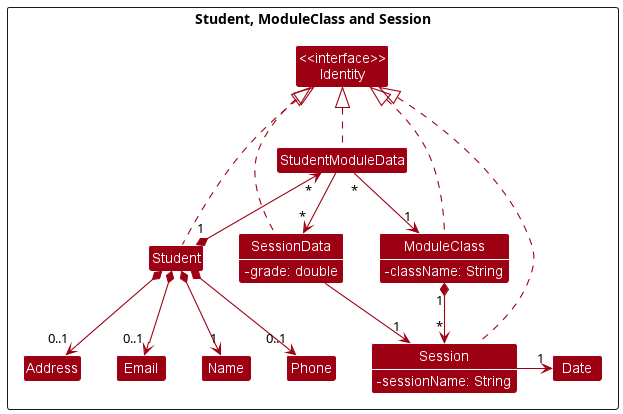 Student, ModuleClass and Session
<<interface>>
Identity
StudentModuleData
*
*
1
*
1
SessionData
-grade: double
ModuleClass
-className: String
Student
1
1
*
0..1
0..1
1
0..1
Address
Email
Name
Phone
Session
-sessionName: String
1
Date